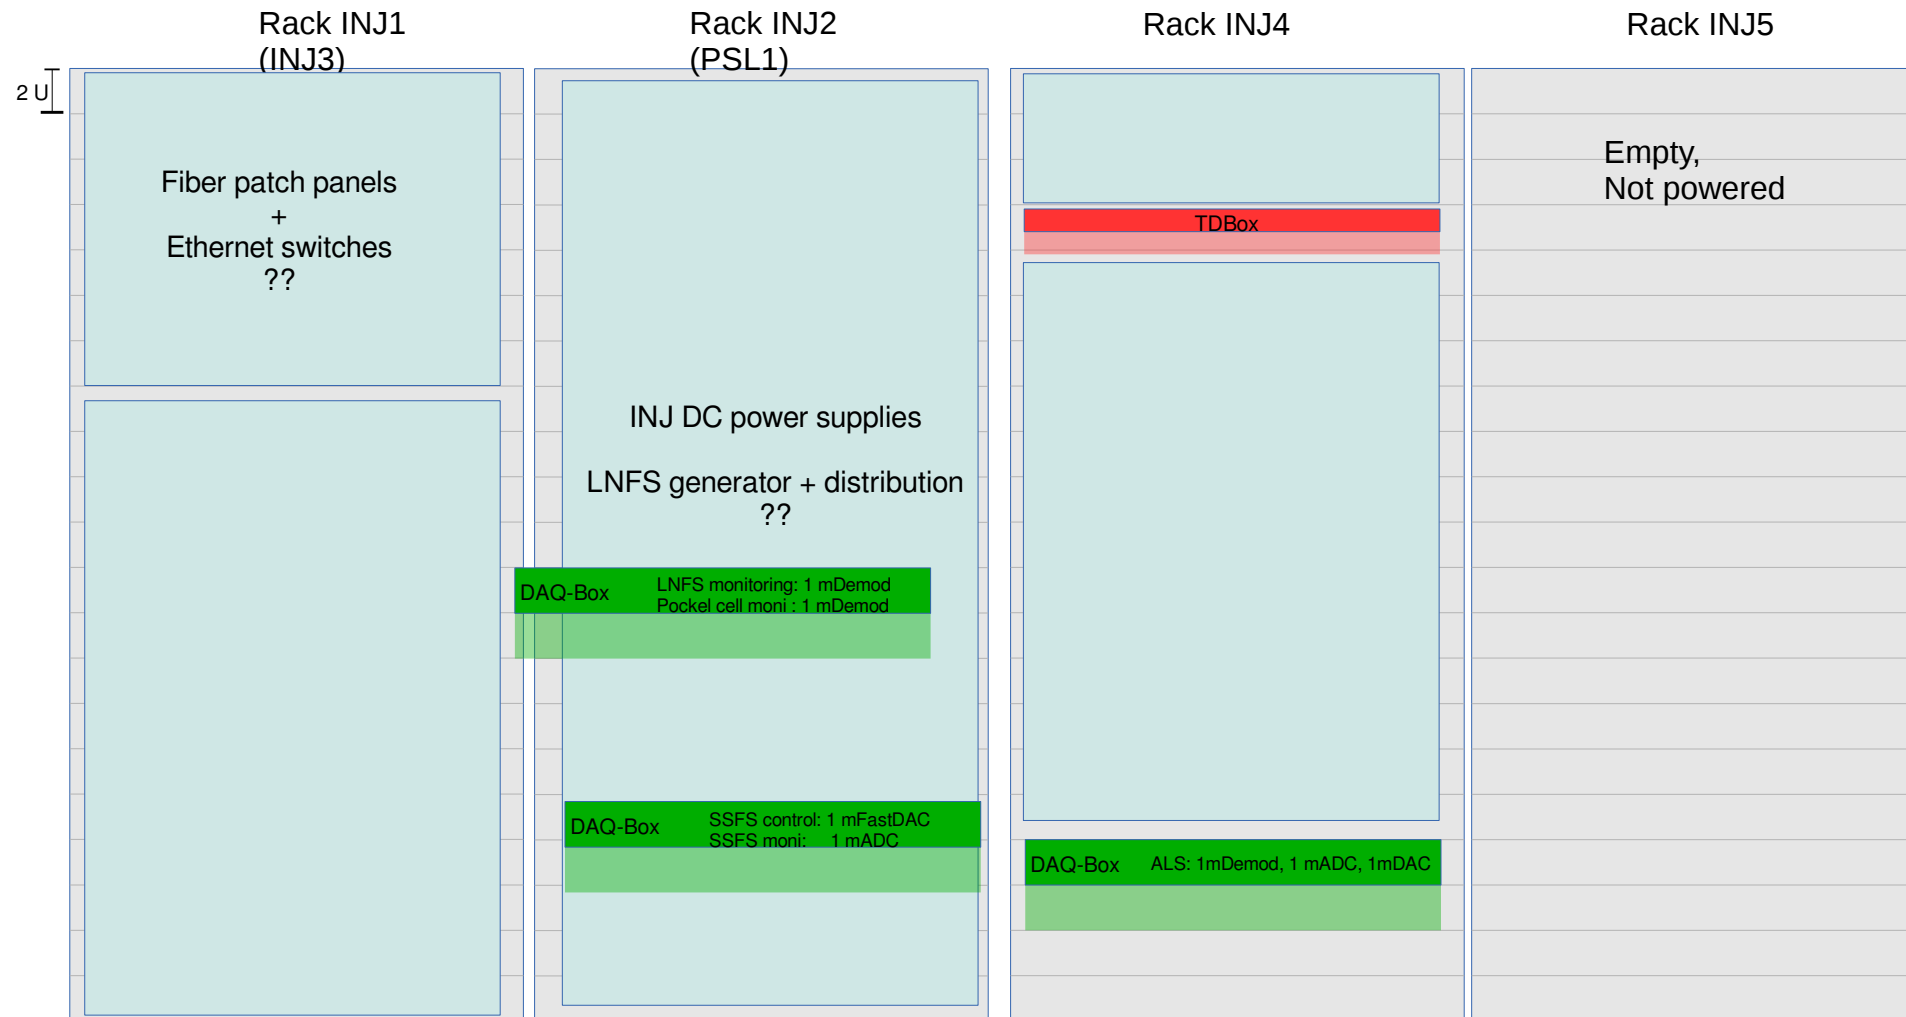 Rack INJ1
(INJ3)
Rack INJ2
(PSL1)
Rack INJ4
Rack INJ5
2 U
Fiber patch panels
+
Ethernet switches
??
INJ DC power supplies
LNFS generator + distribution
??
DAQ-Box
LNFS monitoring: 1 mDemod
Pockel cell moni : 1 mDemod
DAQ-Box
SSFS control: 1 mFastDAC
SSFS moni: 1 mADC
TDBox
DAQ-Box
ALS: 1mDemod, 1 mADC, 1mDAC
Empty,
Not powered